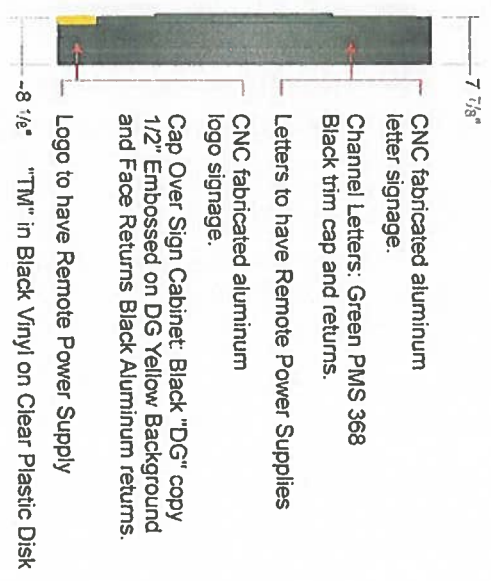 7 7/8"
CNC fabricated aluminum
letter signage.
Channel Letters: Green PMS 368
Black trim cap and returns.
Letters to have Remote Power Supplies
CNC fabricated aluminum
logo signage.
Cap Over Sign Cabinet: Black "DG" copy
1/2" Embossed on DG Yellow Background
and Face Returns Black Aluminum returns.
Logo to have Remote Power Supply
~8 1/8"
"TM" in Black Vinyl on Clear Plastic Disk